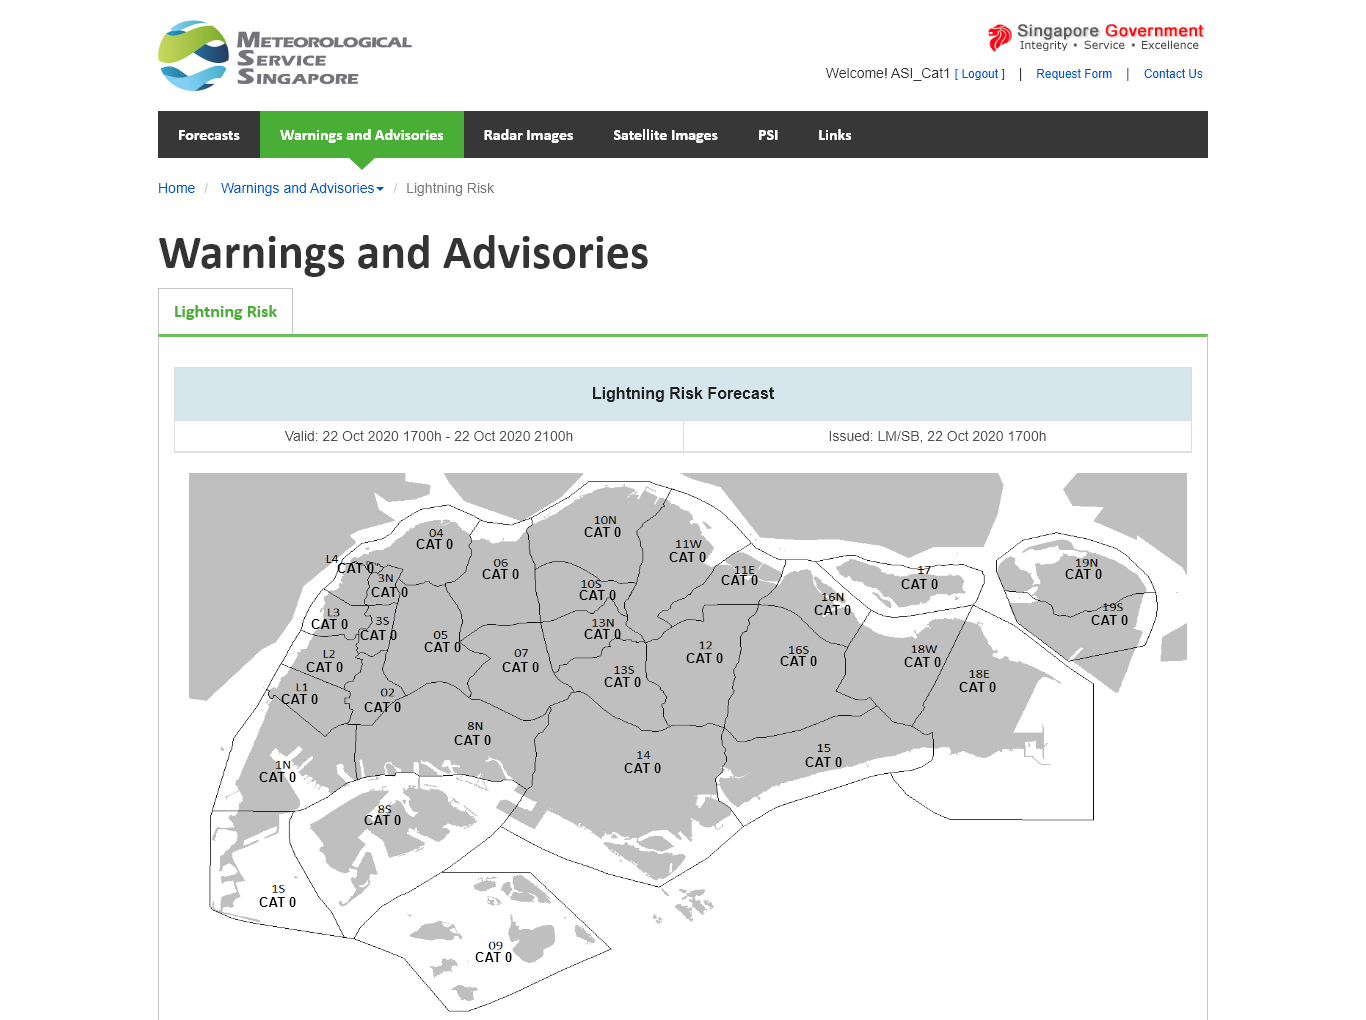 METEOROLOGICAL
SERVICE
SINGAPORE
Singapore Government
Integrity • Service • Excellence
Welcome! ASI_Cat1 [ Logout ] | Request Form | Contact Us
Forecasts Warnings and Advisories Radar Images Satellite Images PSI Links
Home / Warnings and Advisories / Lightning Risk
Warnings and Advisories
Lightning Risk
Lightning Risk Forecast
Valid: 22 Oct 2020 1700h - 22 Oct 2020 2100h
Issued: LM/SB, 22 Oct 2020 1700h
10N
CAT 0
04
CAT 0
11W
CAT 0
L4
CAT 0
06
CAT 0
11E
CAT 0
17
CAT 0
19N
CAT 0
3N
CAT 0
10S
CAT 0
16N
CAT 0
19S
CAT 0
L3
CAT 0
3S
CAT 0
13N
CAT 0
05
CAT 0
12
CAT 0
16S
CAT 0
18W
CAT 0
L2
CAT 0
07
CAT 0
13S
CAT 0
18E
CAT 0
L1
CAT 0
02
CAT 0
8N
CAT 0
14
CAT 0
15
CAT 0
1N
CAT 0
8S
CAT 0
1S
CAT 0
09
CAT 0